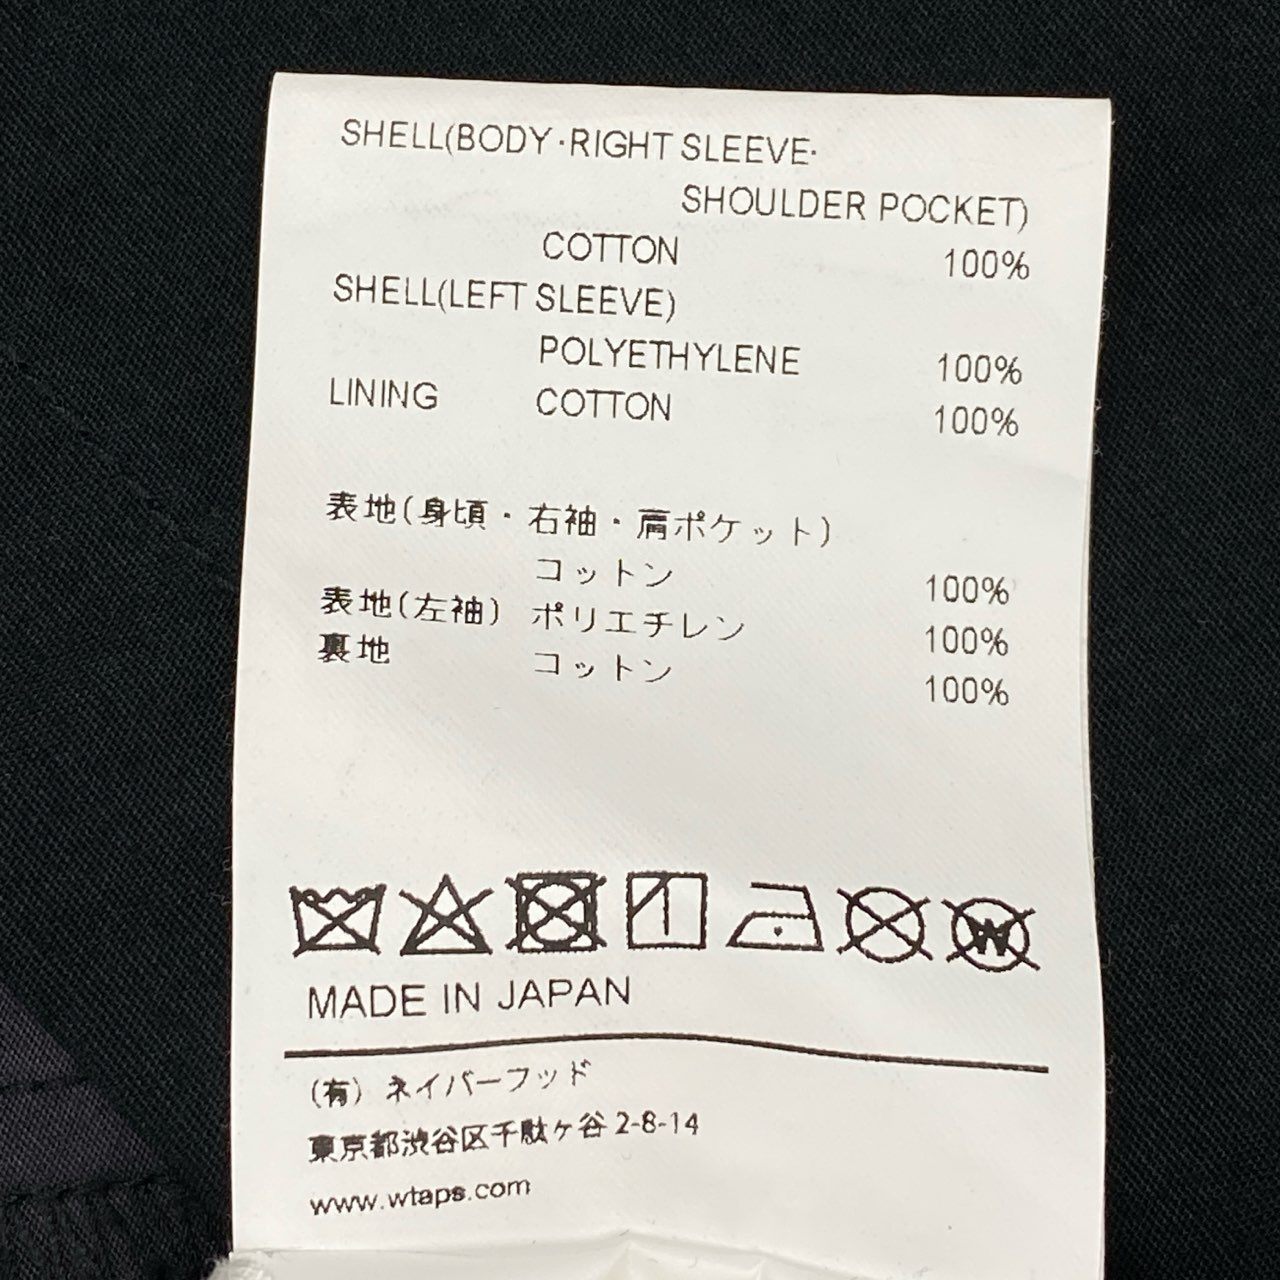 SHELL(BODY·RIGHT SLEEVE·
SHOULDER POCKET)
COTTON 100%
SHELL(LEFT SLEEVE)
POLYETHYLENE 100%
LINING COTTON 100%
表地(身頃・右袖・肩ポケット)
コットン 100%
表地(左袖) ポリエチレン 100%
裏地 コットン 100%
W
MADE IN JAPAN
(有) ネイバーフッド
東京都渋谷区千駄ヶ谷 2-8-14
www.wtaps.com